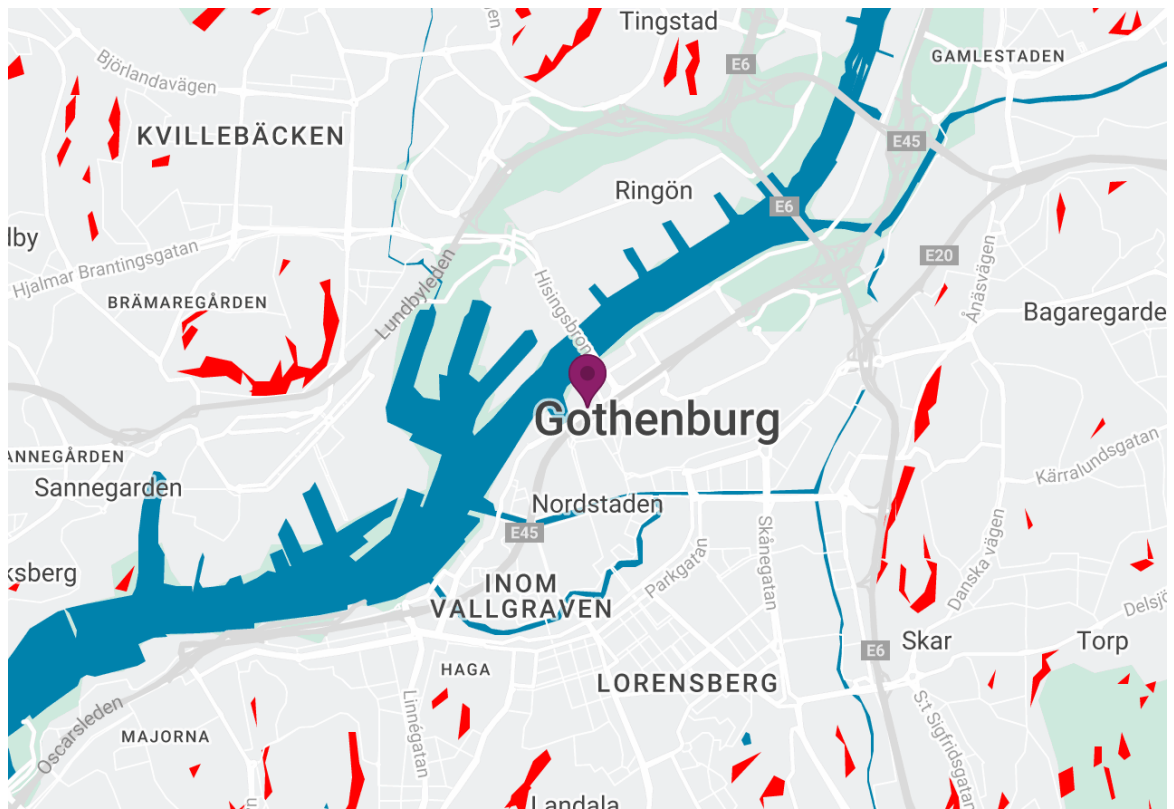 Tingstad
E6
GAMLESTADEN
Björlandavägen
KVILLEBÄCKEN
E45
Ringön
E6
lby
Hjalmar Brantingsgatan
E20
Ånäsvägen
Lundbyleden
Hisingsbron
BRÄMAREGÅRDEN
Bagaregarde
Gothenburg
ANNEGÅRDEN
Kärralundsgatan
Sannegarden
Nordstaden
E45
Skånegatan
Danska vägen
Parkgatan
ksberg
INOM
VALLGRAVEN
Delsjö
E6
Skar
Torp
HAGA
LORENSBERG
Linnégatan
S:t Sigfridsgatan
Oscarsleden
MAJORNA
Landala